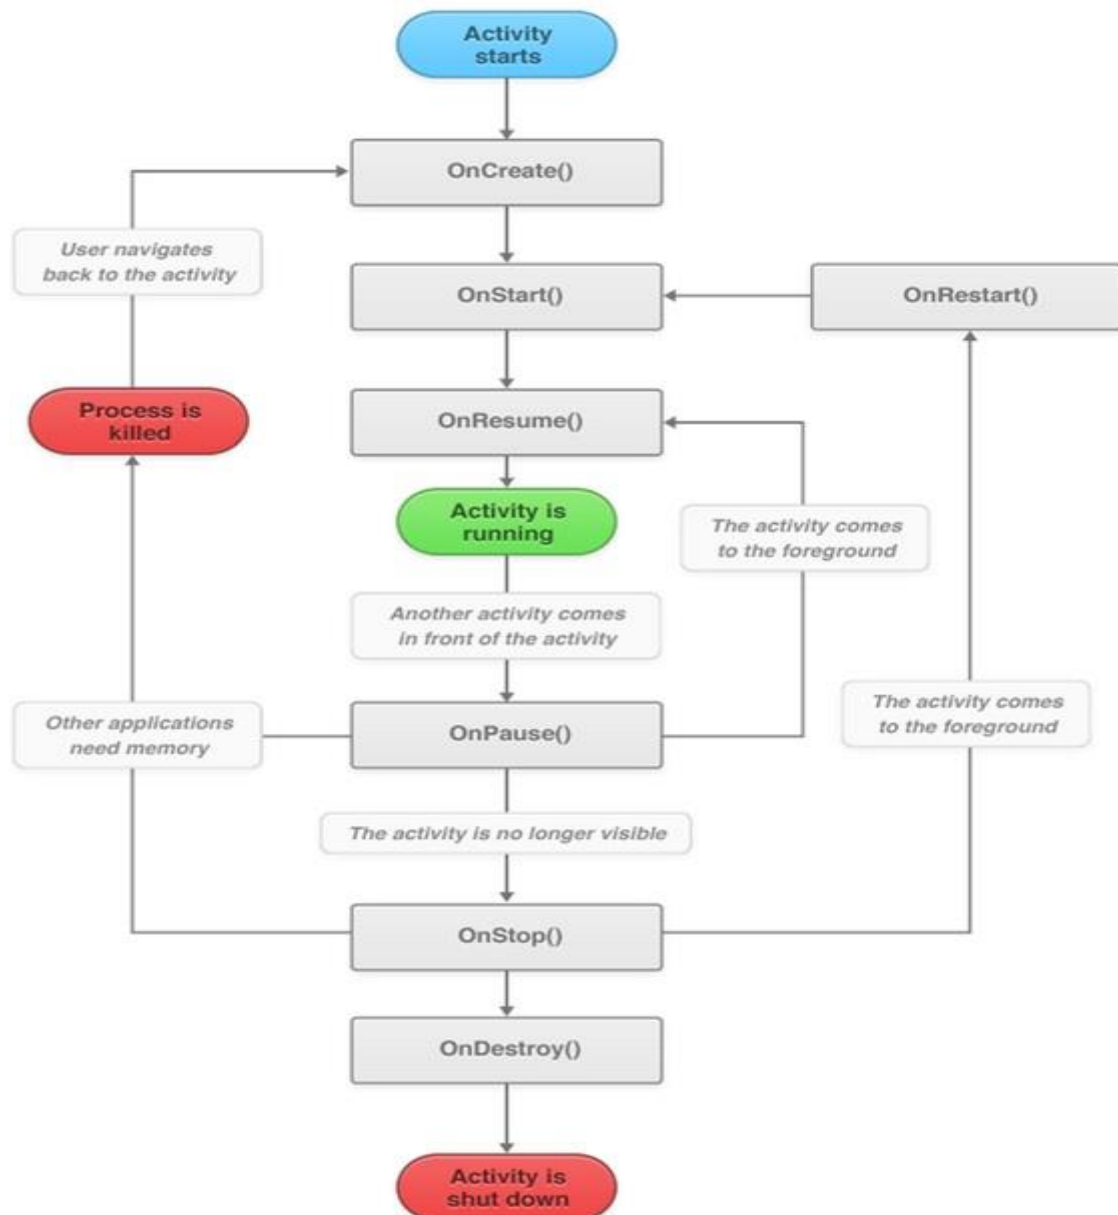 Activity
starts
OnCreate()
User navigates
back to the activity
OnStart()
OnRestart()
Process is
killed
OnResume()
Activity is
running
The activity comes
to the foreground
Another activity comes
in front of the activity
The activity comes
to the foreground
Other applications
need memory
OnPause()
The activity is no longer visible
OnStop()
OnDestroy()
Activity is
shut down